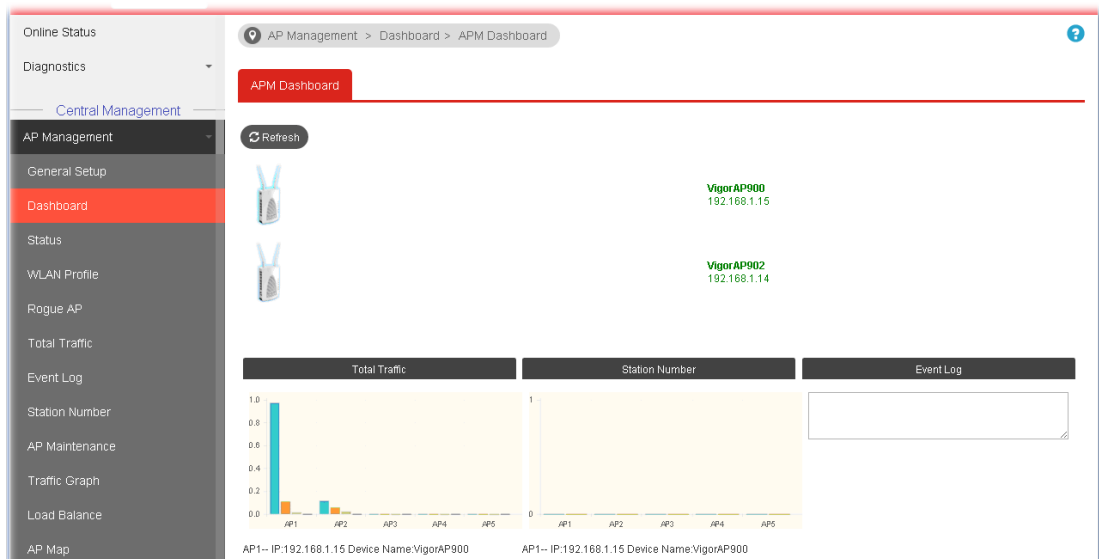 Online Status
Diagnostics
Central Management
AP Management
General Setup
Dashboard
Status
WLAN Profile
Rogue AP
Total Traffic
Event Log
Station Number
AP Maintenance
Traffic Graph
Load Balance
AP Map
AP Management > Dashboard > APM Dashboard
?
APM Dashboard
Refresh
VigorAP900
192.168.1.15
VigorAP902
192.168.1.14
Total Traffic
1.0
0.8
0.6
0.4
0.2
0.0
AP1 AP2 AP3 AP4 AP5
AP1-- IP:192.168.1.15 Device Name:VigorAP900
Station Number
1
0
AP1 AP2 AP3 AP4 AP5
AP1-- IP:192.168.1.15 Device Name:VigorAP900
Event Log